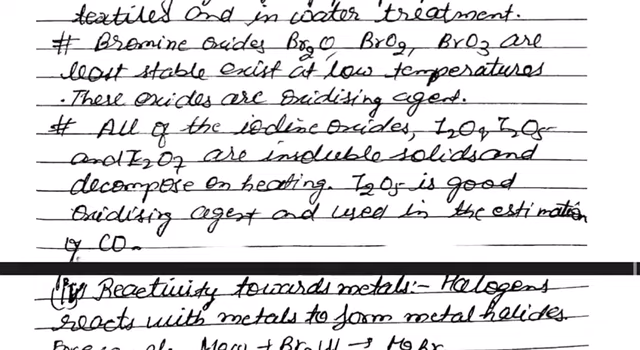 textiles and in water treatment.
# Bromine oxides Br2O, BrO2, BrO3 are
least stable exist at low temperatures
. These oxides are oxidising agent.
# All of the iodine oxides, I2O4, I2O5
and I2O7 are insoluble solids and
decompose on heating. I2O5 is good
oxidising agent and used in the estimation
of CO.
Reactivity towards metals:- Halogens
reacts with metals to form metal halides.
Mg + Br2